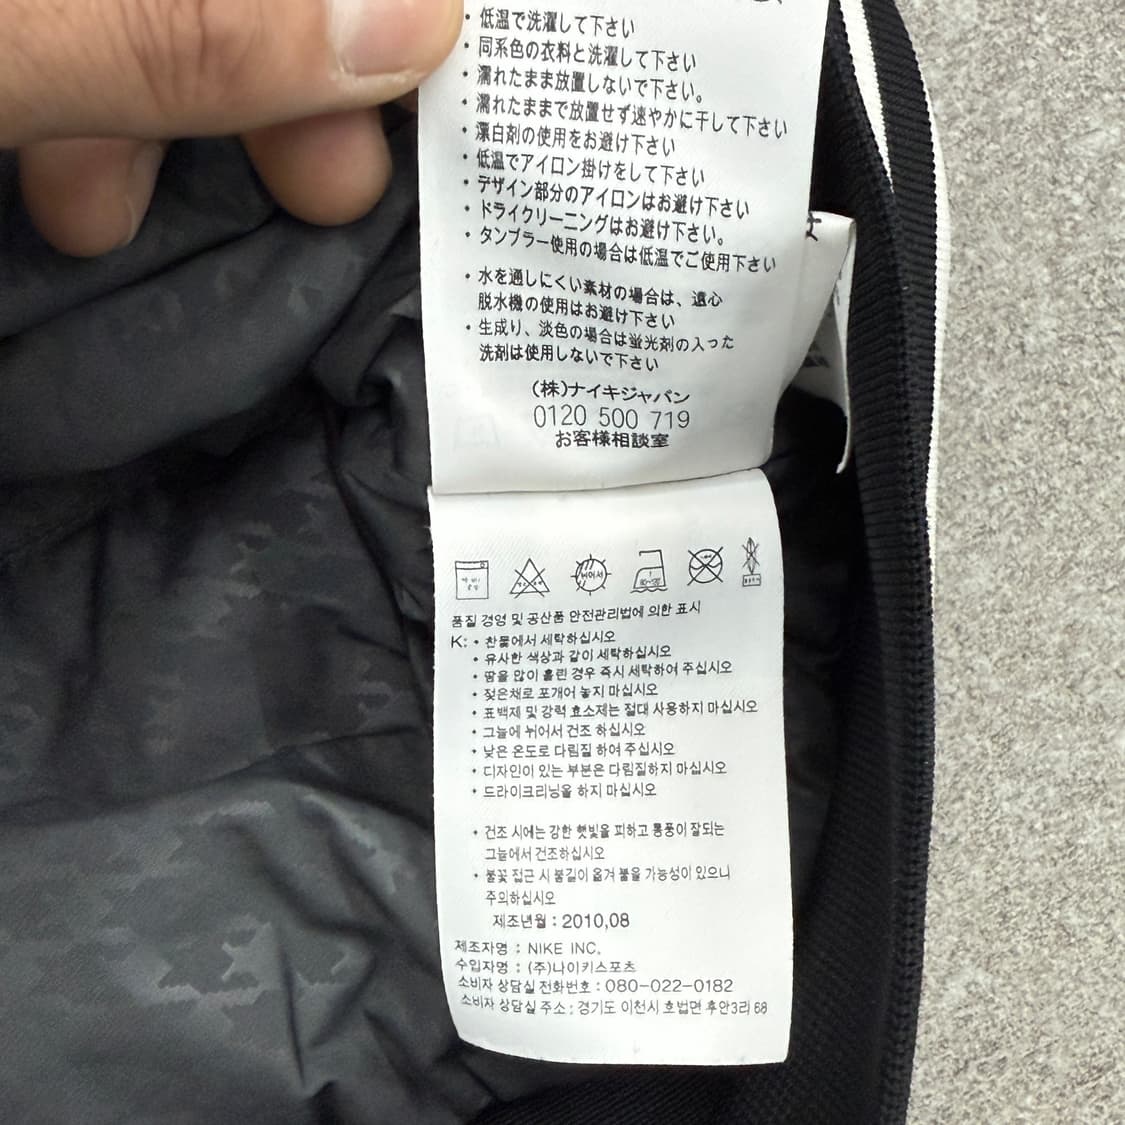 ・低温で洗濯して下さい
・同系色の衣料と洗濯して下さい
・濡れたまま放置しないで下さい。
・濡れたままで放置せず速やかに干して下さい
・漂白剤の使用をお避け下さい
・低温でアイロン掛けをして下さい
・デザイン部分のアイロンはお避け下さい
・ドライクリーニングはお避け下さい。
・タンブラー使用の場合は低温でご使用下さい
・水を通しにくい素材の場合は、遠心
脱水機の使用はお避け下さい
・生成り、淡色の場合は蛍光剤の入った
洗剤は使用しないで下さい
(株)ナイキジャパン
0120 500 719
お客様相談室
품질 경영 및 공산품 안전관리법에 의한 표시
K: • 찬물에서 세탁하십시오
• 유사한 색상과 같이 세탁하십시오
• 땀을 많이 흘린 경우 즉시 세탁하여 주십시오
• 젖은채로 포개어 놓지 마십시오
• 표백제 및 강력 효소제는 절대 사용하지 마십시오
• 그늘에 뉘어서 건조 하십시오
• 낮은 온도로 다림질 하여 주십시오
• 디자인이 있는 부분은 다림질하지 마십시오
• 드라이크리닝을 하지 마십시오
• 건조 시에는 강한 햇빛을 피하고 통풍이 잘되는
그늘에서 건조하십시오
• 불꽃 접근 시 불길이 옮겨 붙을 가능성이 있으니
주의하십시오
제조년월 : 2010,08
제조자명 : NIKE INC.
수입자명 : (주)나이키스포츠
소비자 상담실 전화번호 : 080-022-0182
소비자 상담실 주소 : 경기도 이천시 호법면 후안3리 68